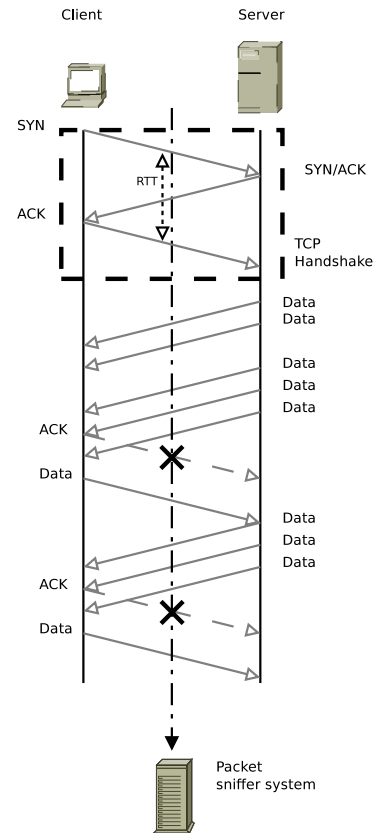 Client
Server
SYN
SYN/ACK
RTT
ACK
TCP
Handshake
Data
Data
Data
Data
Data
ACK
Data
Data
Data
Data
ACK
Data
Packet
sniffer system